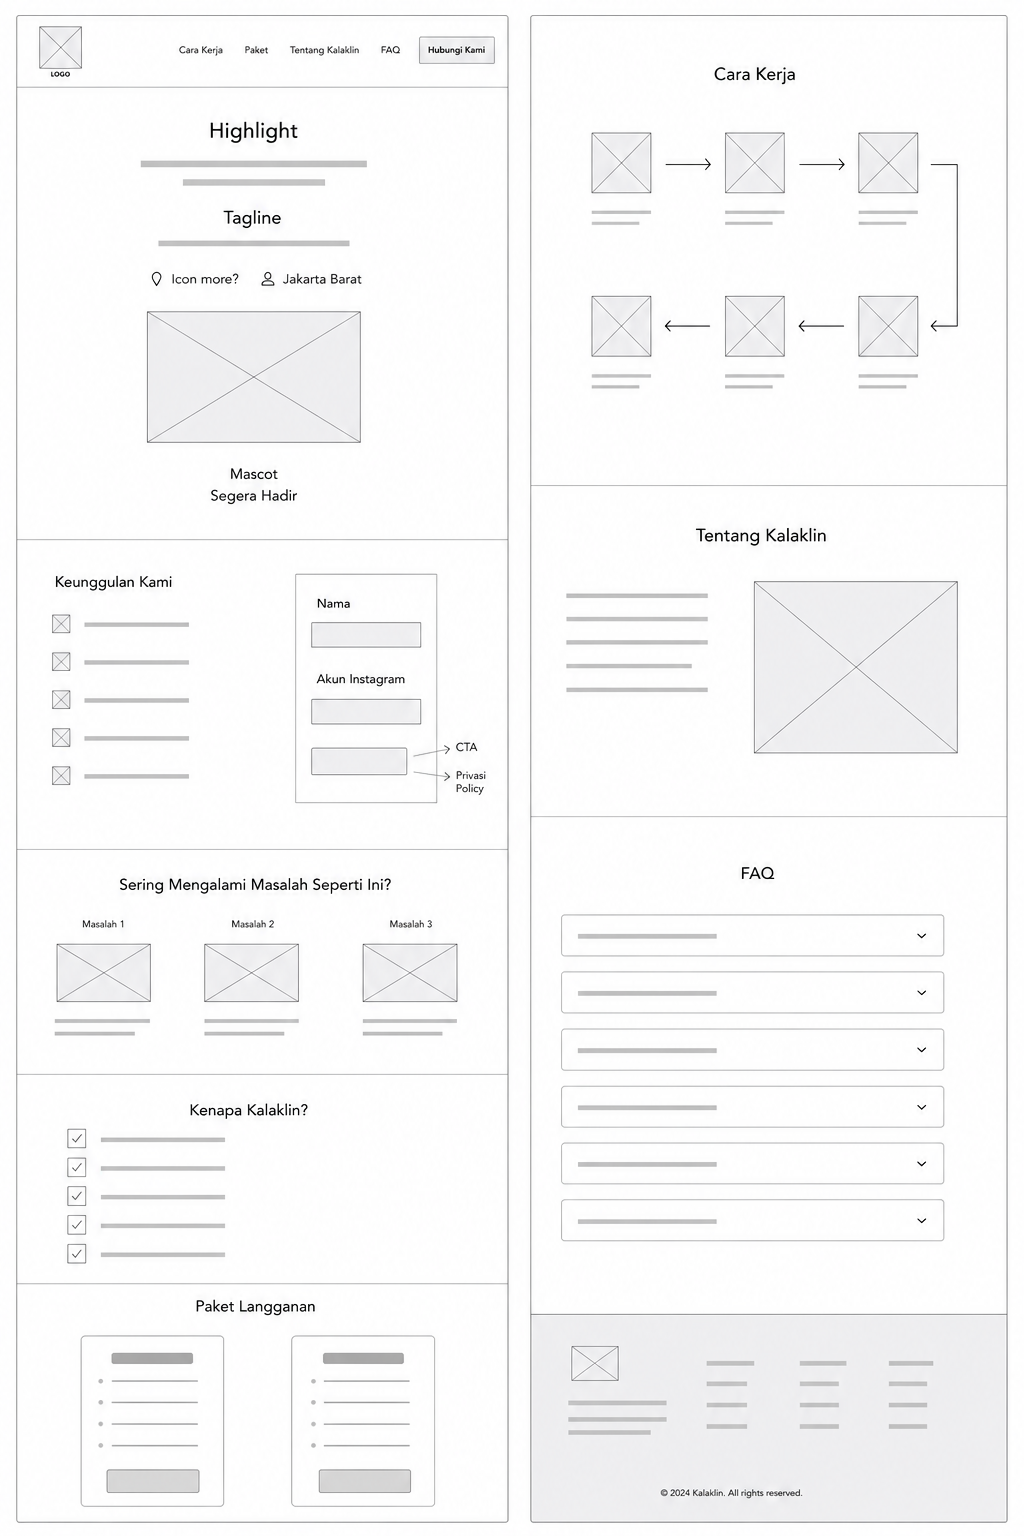 LOGO
Cara Kerja
Paket
Tentang Kalaklin
FAQ
Hubungi Kami
Highlight
Tagline
Icon more?
Jakarta Barat
Mascot
Segera Hadir
Keunggulan Kami
Nama
Akun Instagram
CTA
Privasi
Policy
Sering Mengalami Masalah Seperti Ini?
Masalah 1
Masalah 2
Masalah 3
Kenapa Kalaklin?
Paket Langganan
Cara Kerja
Tentang Kalaklin
FAQ
© 2024 Kalaklin. All rights reserved.